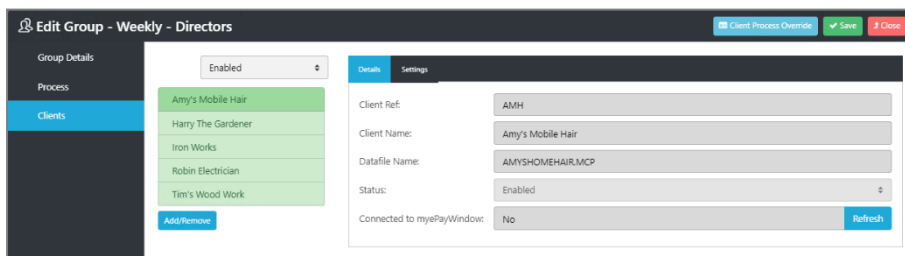 Edit Group - Weekly - Directors
Client Process Override
Save
Close
Group Details
Process
Clients
Enabled
Amy's Mobile Hair
Harry The Gardener
Iron Works
Robin Electrician
Tim's Wood Work
Add/Remove
Details Settings
Client Ref: AMH
Client Name: Amy's Mobile Hair
Datafile Name: AMYSHOMEHAIR.MCP
Status: Enabled
Connected to myePayWindow: No Refresh